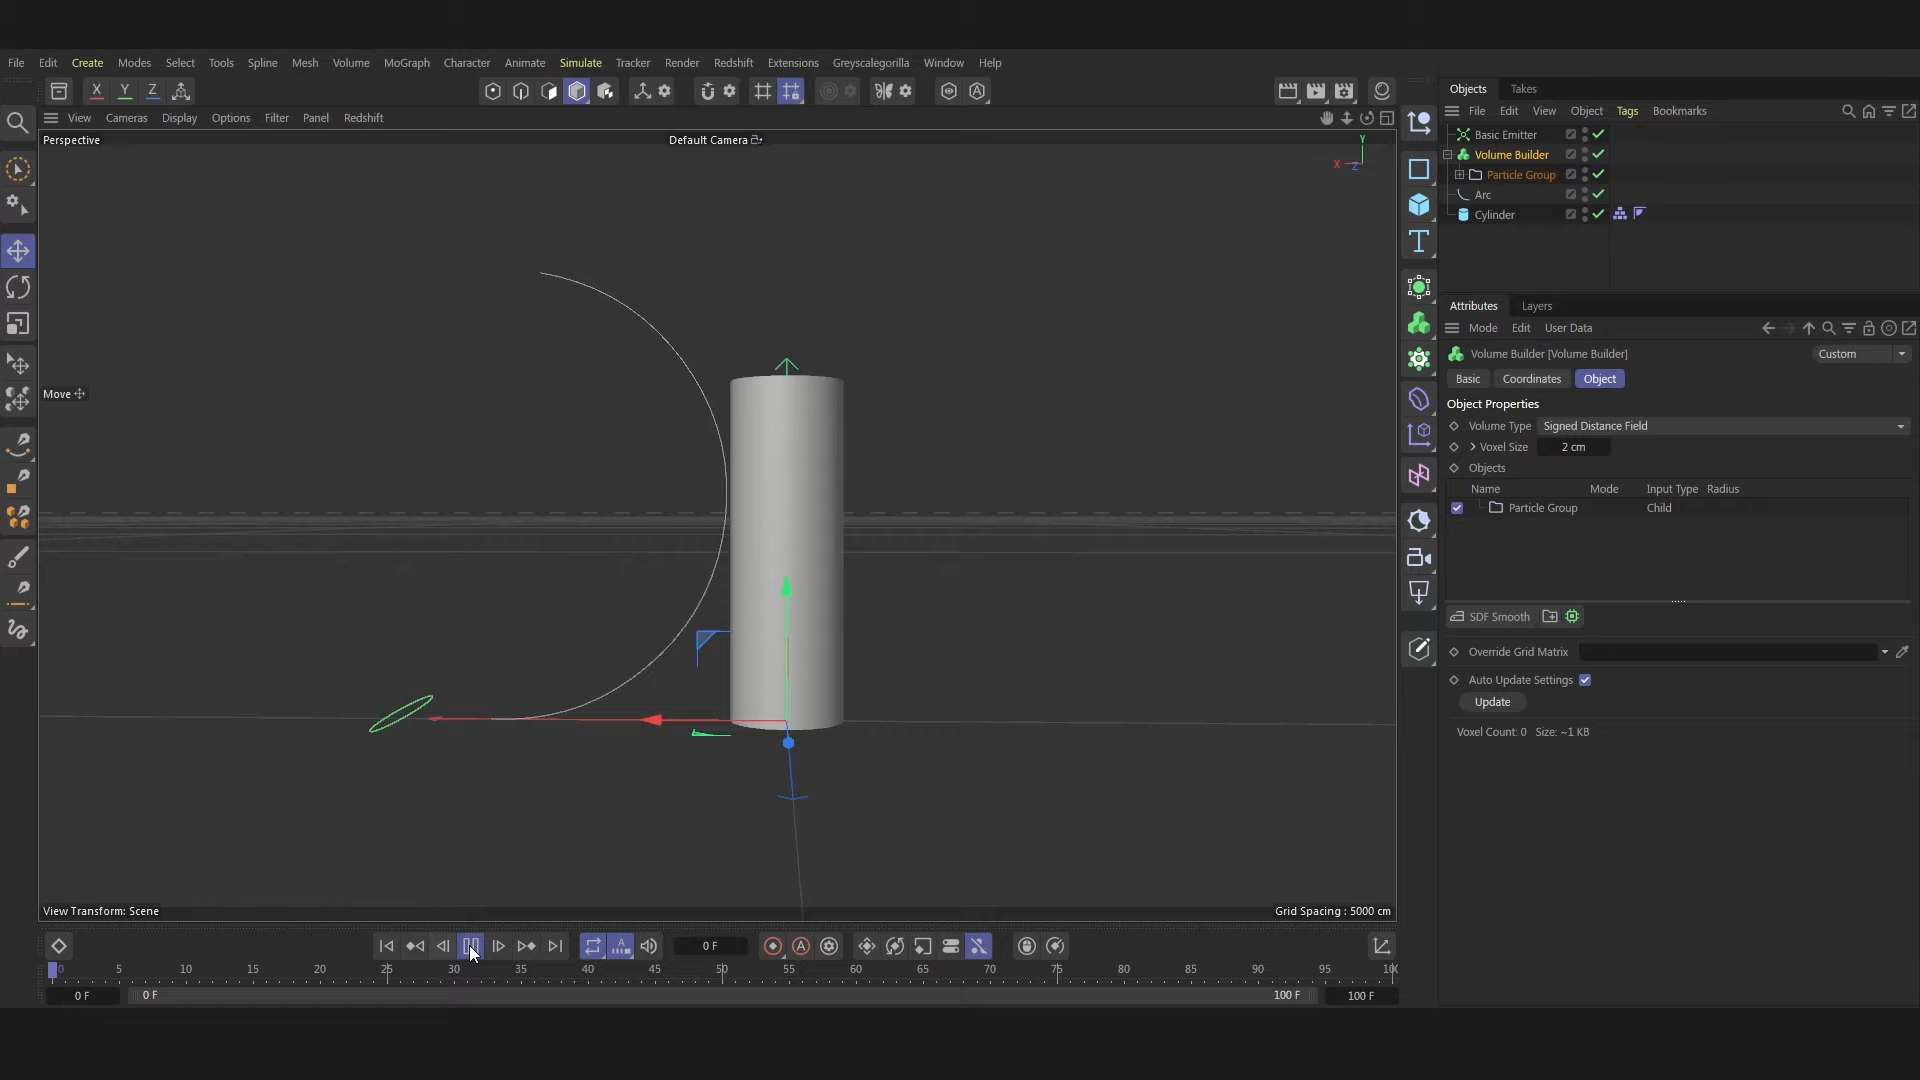 File Edit Create Modes Select Tools Spline Mesh Volume MoGraph Character Animate Simulate Tracker Render Redshift Extensions Greyscalegorilla Window Help
X Y Z
View Cameras Display Options Filter Panel Redshift
Perspective
Default Camera
Y
X
Z
Move
View Transform: Scene
Grid Spacing : 5000 cm
0 F
0 5 10 15 20 25 30 35 40 45 50 55 60 65 70 75 80 85 90 95 100
0 F
0 F
100 F
100 F
Objects Takes
File Edit View Object Tags Bookmarks
Basic Emitter
Volume Builder
Particle Group
Arc
Cylinder
Attributes Layers
Mode Edit User Data
Volume Builder [Volume Builder]
Custom
Basic Coordinates Object
Object Properties
Volume Type Signed Distance Field
Voxel Size 2 cm
Objects
Name Mode Input Type Radius
Particle Group Child
SDF Smooth
Override Grid Matrix
Auto Update Settings
Update
Voxel Count: 0 Size: ~1 KB